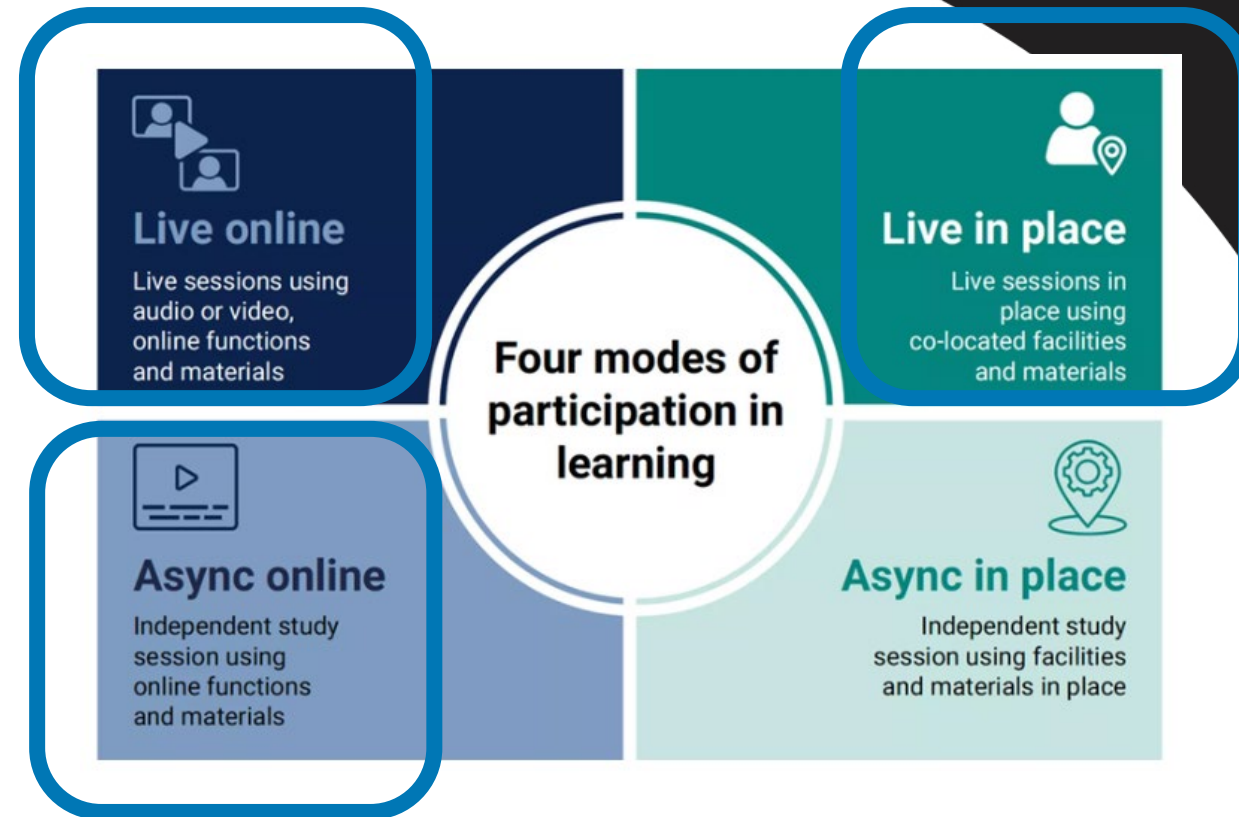 Live online
Live sessions using
audio or video,
online functions
and materials
Live in place
Live sessions in
place using
co-located facilities
and materials
Four modes of
participation in
learning
Async online
Independent study
session using
online functions
and materials
Async in place
Independent study
session using facilities
and materials in place